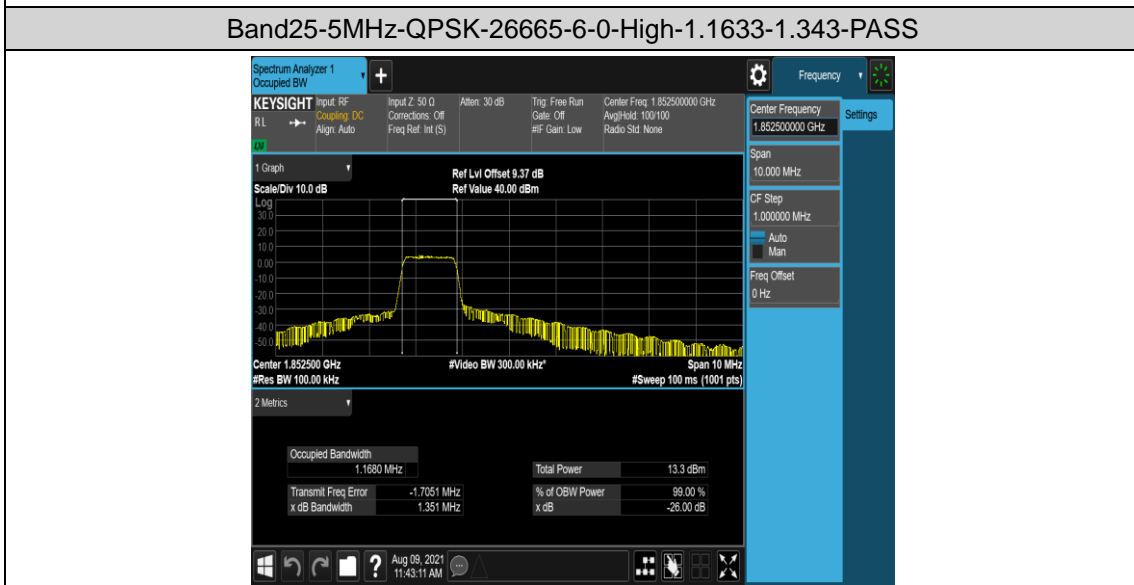 Band25-5MHz-QPSK-26665-6-0-High-1.1633-1.343-PASS
Spectrum Analyzer 1
Occupied BW
Frequency
KEYSIGHT
RL
Input: RF
Coupling: DC
Align: Auto
Input Z: 50 Ω
Corrections: Off
Freq Ref: Int (S)
Atten: 30 dB
Trig: Free Run
Gate: Off
#IF Gain: Low
Center Freq: 1.852500000 GHz
Avg|Hold: 100/100
Radio Std: None
Center Frequency
1.852500000 GHz
Settings
Span
10.000 MHz
CF Step
1.000000 MHz
Auto
Man
Freq Offset
0 Hz
1 Graph
Scale/Div 10.0 dB
Ref Lvl Offset 9.37 dB
Ref Value 40.00 dBm
Log
30.0
20.0
10.0
0.00
-10.0
-20.0
-30.0
-40.0
-50.0
Center 1.852500 GHz
#Video BW 300.00 kHz*
Span 10 MHz
#Res BW 100.00 kHz
#Sweep 100 ms (1001 pts)
2 Metrics
Occupied Bandwidth
1.1680 MHz
Total Power 13.3 dBm
Transmit Freq Error -1.7051 MHz
% of OBW Power 99.00 %
x dB Bandwidth 1.351 MHz
x dB -26.00 dB
? Aug 09, 2021
11:43:11 AM